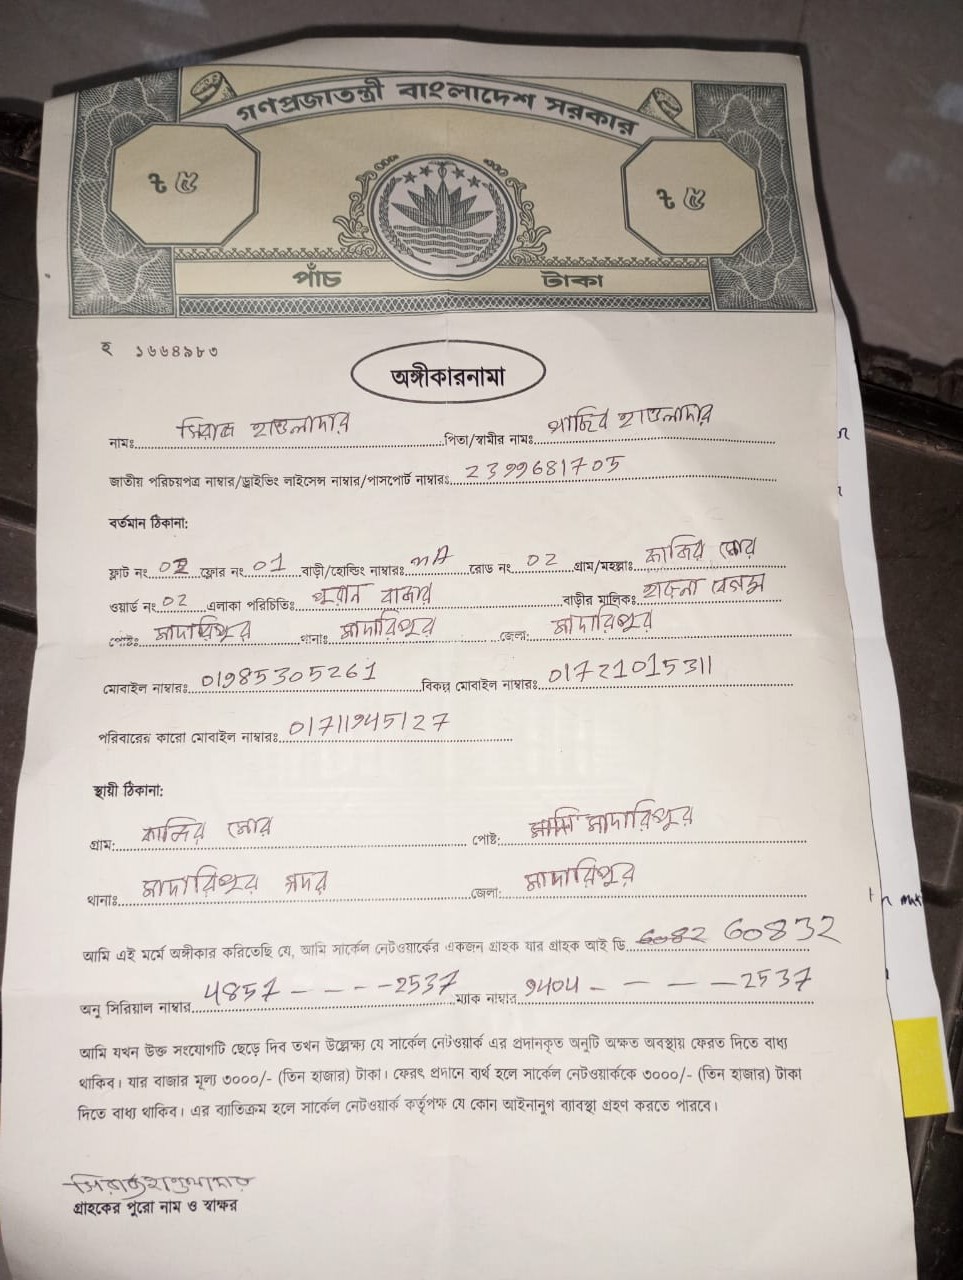 গণপ্রজাতন্ত্রী বাংলাদেশ সরকার
৳ ৫ ৳ ৫
পাঁচ টাকা
হ ১৬৬৪৯৮৩
অঙ্গীকারনামা
নামঃ সিরাজ হাওলাদার পিতা/স্বামীর নামঃ হাওলাদার
জাতীয় পরিচয়পত্র নাম্বার/ড্রাইভিং লাইসেন্স নাম্বার/পাসপোর্ট নাম্বারঃ 2399681705
বর্তমান ঠিকানা:
ফ্লাট নং 02 ফ্লোর নং 01 বাড়ী/হোল্ডিং নাম্বারঃ NA রোড নং 02 গ্রাম/মহল্লাঃ কাজির মোর
ওয়ার্ড নং 02 এলাকা পরিচিতিঃ পুরান বাজার বাড়ীর মালিকঃ হাসনা বেগম
পোষ্টঃ মাদারিপুর থানাঃ মাদারিপুর জেলা: মাদারিপুর
মোবাইল নাম্বারঃ 01985305261 বিকল্প মোবাইল নাম্বারঃ 01721015311
পরিবারের কারো মোবাইল নাম্বারঃ 01711945127
স্থায়ী ঠিকানা:
গ্রাম: কাজির মোর পোষ্ট: মাদারিপুর
থানাঃ মাদারিপুর সদর জেলা: মাদারিপুর
আমি এই মর্মে অঙ্গীকার করিতেছি যে, আমি সার্কেল নেটওয়ার্কের একজন গ্রাহক যার গ্রাহক আই ডি 6082 60832
অনু সিরিয়াল নাম্বার 4857 - - - - 2537 ম্যাক নাম্বার 9404 - - - - 2537
আমি যখন উক্ত সংযোগটি ছেড়ে দিব তখন উল্লেক্ষ্য যে সার্কেল নেটওয়ার্ক এর প্রদানকৃত অনুটি অক্ষত অবস্থায় ফেরত দিতে বাধ্য
থাকিব। যার বাজার মূল্য ৩০০০/- (তিন হাজার) টাকা। ফেরৎ প্রদানে ব্যর্থ হলে সার্কেল নেটওয়ার্ককে ৩০০০/- (তিন হাজার) টাকা
দিতে বাধ্য থাকিব। এর ব্যাতিক্রম হলে সার্কেল নেটওয়ার্ক কর্তৃপক্ষ যে কোন আইনানুগ ব্যাবস্থা গ্রহণ করতে পারবে।
সিরাজ হাওলাদার
গ্রাহকের পুরো নাম ও স্বাক্ষর